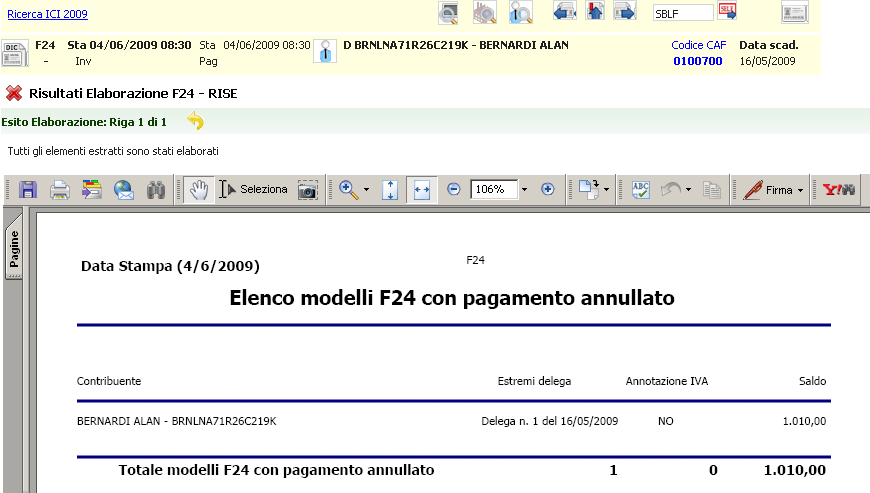 Ricerca ICI 2009
SBLF
F24 Sta 04/06/2009 08:30 Sta 04/06/2009 08:30 D BRNLNA71R26C219K - BERNARDI ALAN Codice CAF Data scad.
- Inv Pag 0100700 16/05/2009
Risultati Elaborazione F24 - RISE
Esito Elaborazione: Riga 1 di 1
Tutti gli elementi estratti sono stati elaborati
Seleziona 106% Firma Y!
Pagine
F24
Data Stampa (4/6/2009)
Elenco modelli F24 con pagamento annullato
Contribuente Estremi delega Annotazione IVA Saldo
BERNARDI ALAN - BRNLNA71R26C219K Delega n. 1 del 16/05/2009 NO 1.010,00
Totale modelli F24 con pagamento annullato 1 0 1.010,00